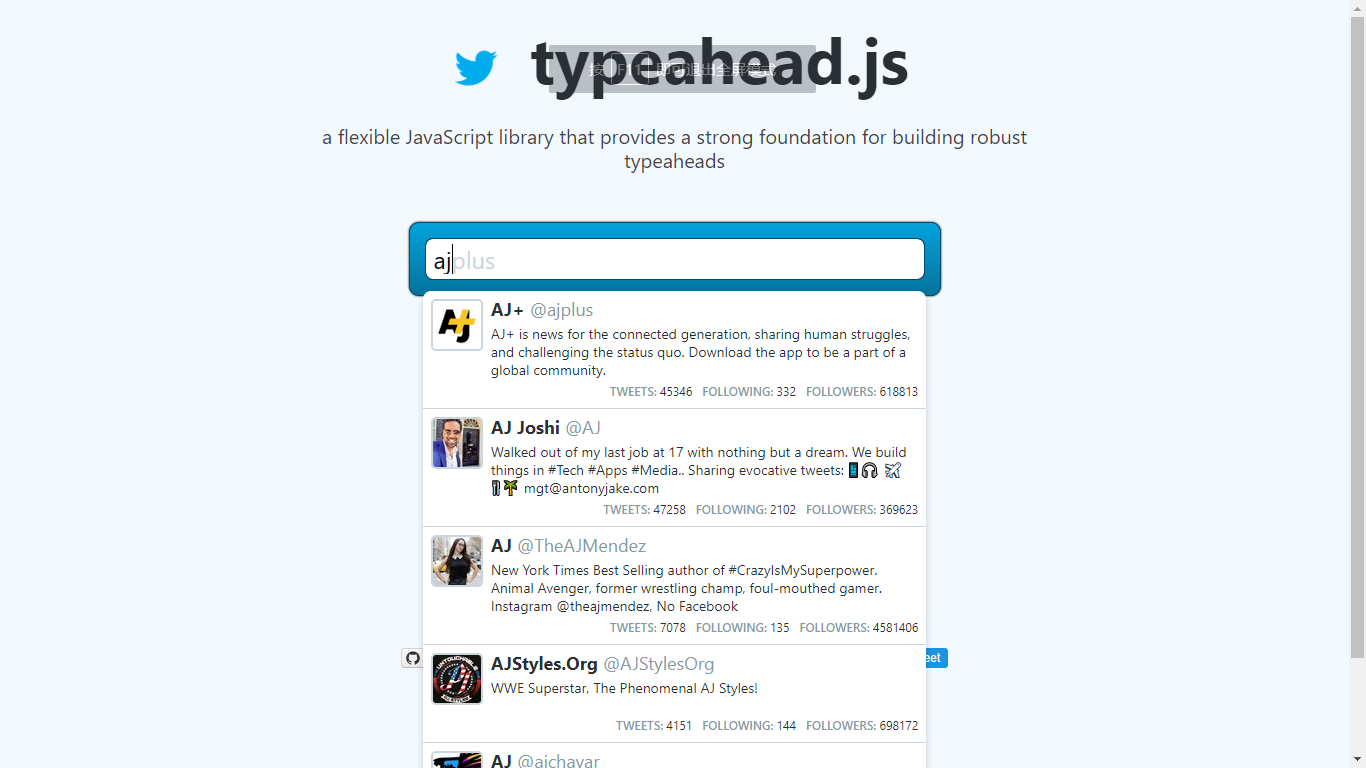 typeahead.js
按 F11 即可退出全屏模式
a flexible JavaScript library that provides a strong foundation for building robust
typeaheads
ajplus
AJ+ @ajplus
AJ+ is news for the connected generation, sharing human struggles,
and challenging the status quo. Download the app to be a part of a
global community.
TWEETS: 45346 FOLLOWING: 332 FOLLOWERS: 618813
AJ Joshi @AJ
Walked out of my last job at 17 with nothing but a dream. We build
things in #Tech #Apps #Media.. Sharing evocative tweets: 📱🎧 ✈️
🍴🌴 mgt@antonyjake.com
TWEETS: 47258 FOLLOWING: 2102 FOLLOWERS: 369623
AJ @TheAJMendez
New York Times Best Selling author of #CrazyIsMySuperpower.
Animal Avenger, former wrestling champ, foul-mouthed gamer.
Instagram @theajmendez, No Facebook
TWEETS: 7078 FOLLOWING: 135 FOLLOWERS: 4581406
UNTOUCHABLE
AJ STYLES
AJStyles.Org @AJStylesOrg
WWE Superstar, The Phenomenal AJ Styles!
eet
TWEETS: 4151 FOLLOWING: 144 FOLLOWERS: 698172
AJ @ajchavar